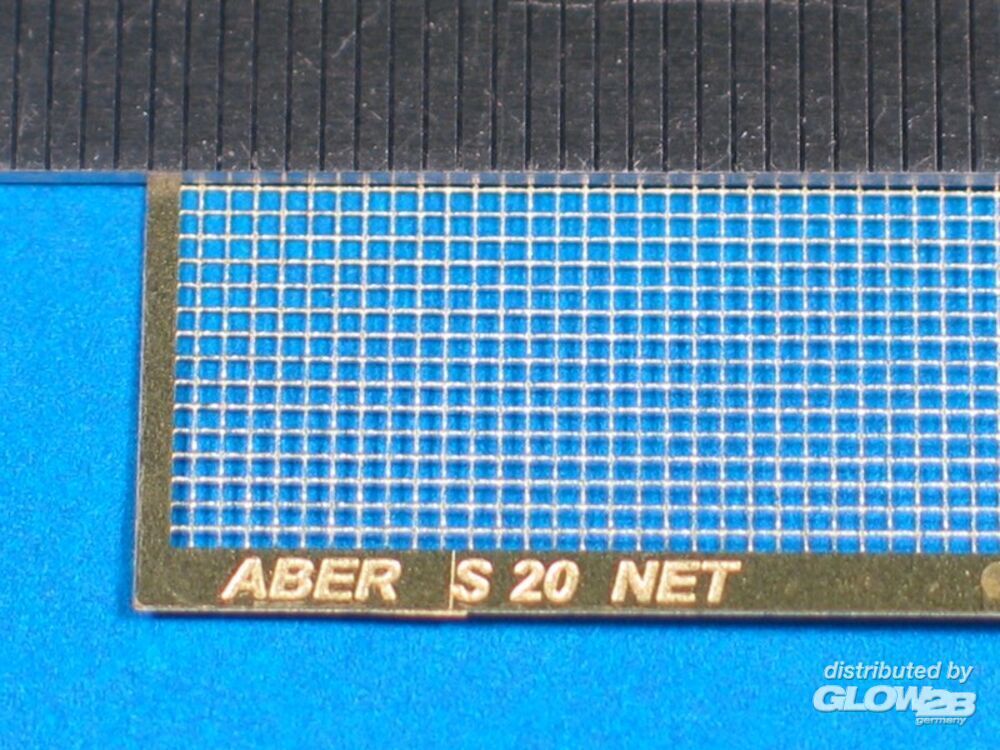 ABER S 20 NET
distributed by
GLOW2B
germany